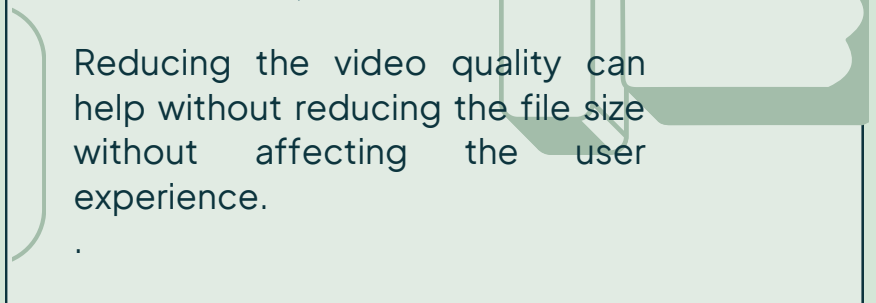 Reducing the video quality can
help without reducing the file size
without affecting the user
experience.
.